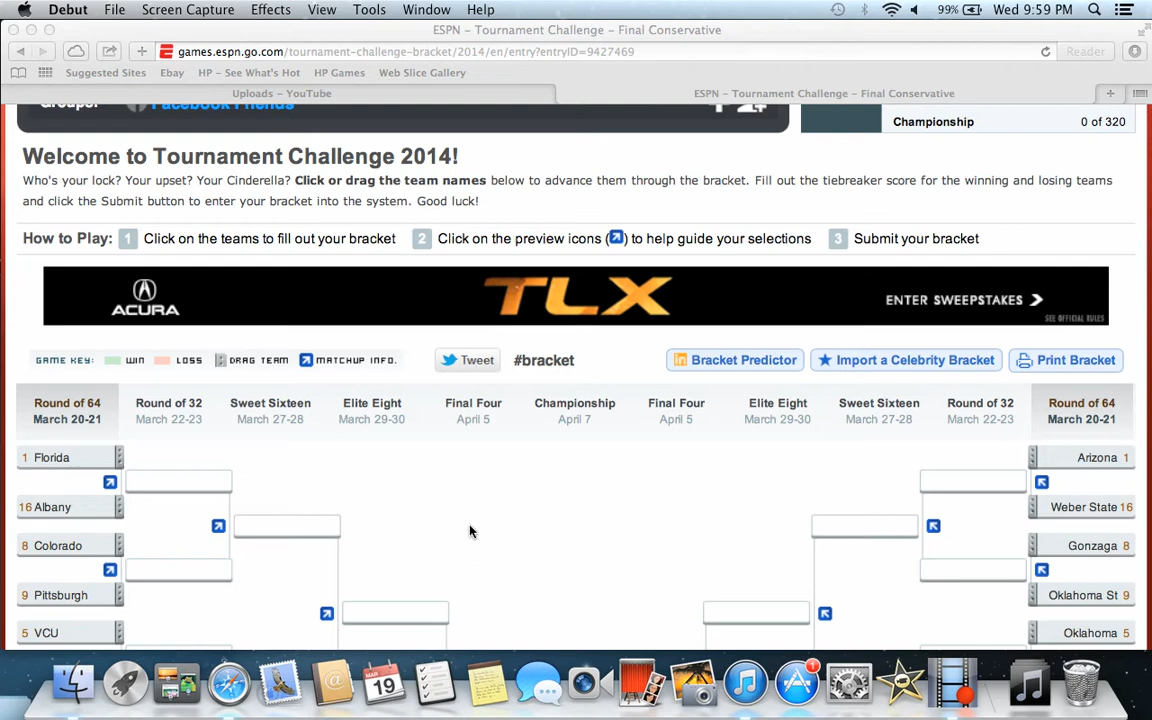 Debut File Screen Capture Effects View Tools Window Help 99% Wed 9:59 PM
ESPN – Tournament Challenge – Final Conservative
games.espn.go.com/tournament-challenge-bracket/2014/en/entry?entryID=9427469 Reader
Suggested Sites Ebay HP – See What's Hot HP Games Web Slice Gallery
Uploads – YouTube ESPN – Tournament Challenge – Final Conservative
Groups: Facebook Friends
Championship 0 of 320
Welcome to Tournament Challenge 2014!
Who's your lock? Your upset? Your Cinderella? Click or drag the team names below to advance them through the bracket. Fill out the tiebreaker score for the winning and losing teams
and click the Submit button to enter your bracket into the system. Good luck!
How to Play: 1 Click on the teams to fill out your bracket 2 Click on the preview icons ( ) to help guide your selections 3 Submit your bracket
ACURA TLX ENTER SWEEPSTAKES
SEE OFFICIAL RULES
GAME KEY: WIN LOSS DRAG TEAM MATCHUP INFO. Tweet #bracket Bracket Predictor Import a Celebrity Bracket Print Bracket
Round of 64 Round of 32 Sweet Sixteen Elite Eight Final Four Championship Final Four Elite Eight Sweet Sixteen Round of 32 Round of 64
March 20-21 March 22-23 March 27-28 March 29-30 April 5 April 7 April 5 March 29-30 March 27-28 March 22-23 March 20-21
1 Florida Arizona 1
16 Albany Weber State 16
8 Colorado Gonzaga 8
9 Pittsburgh Oklahoma St 9
5 VCU Oklahoma 5
MAR
19
1